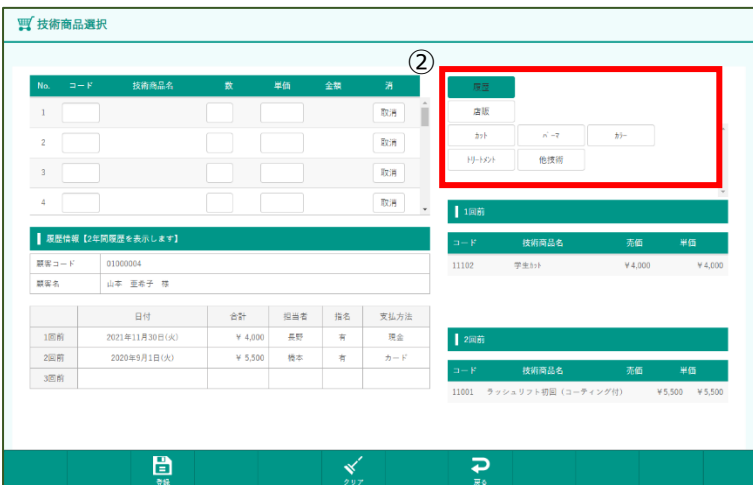 技術商品選択
②
No. コード 技術商品名 数 単価 金額 消
1 取消
2 取消
3 取消
4 取消
履歴
店販
カット パーマ カラー
トリートメント 他技術
履歴情報【2年間履歴を表示します】
顧客コード 01000004
顧客名 山本 亜希子 様
日付 合計 担当者 指名 支払方法
1回前 2021年11月30日(火) ¥ 4,000 長野 有 現金
2回前 2020年9月1日(火) ¥ 5,500 橋本 有 カード
3回前
1回前
コード 技術商品名 売価 単価
11102 学生カット ¥4,000 ¥4,000
2回前
コード 技術商品名 売価 単価
11001 ラッシュリフト初回(コーティング付) ¥5,500 ¥5,500
登録 クリア 戻る